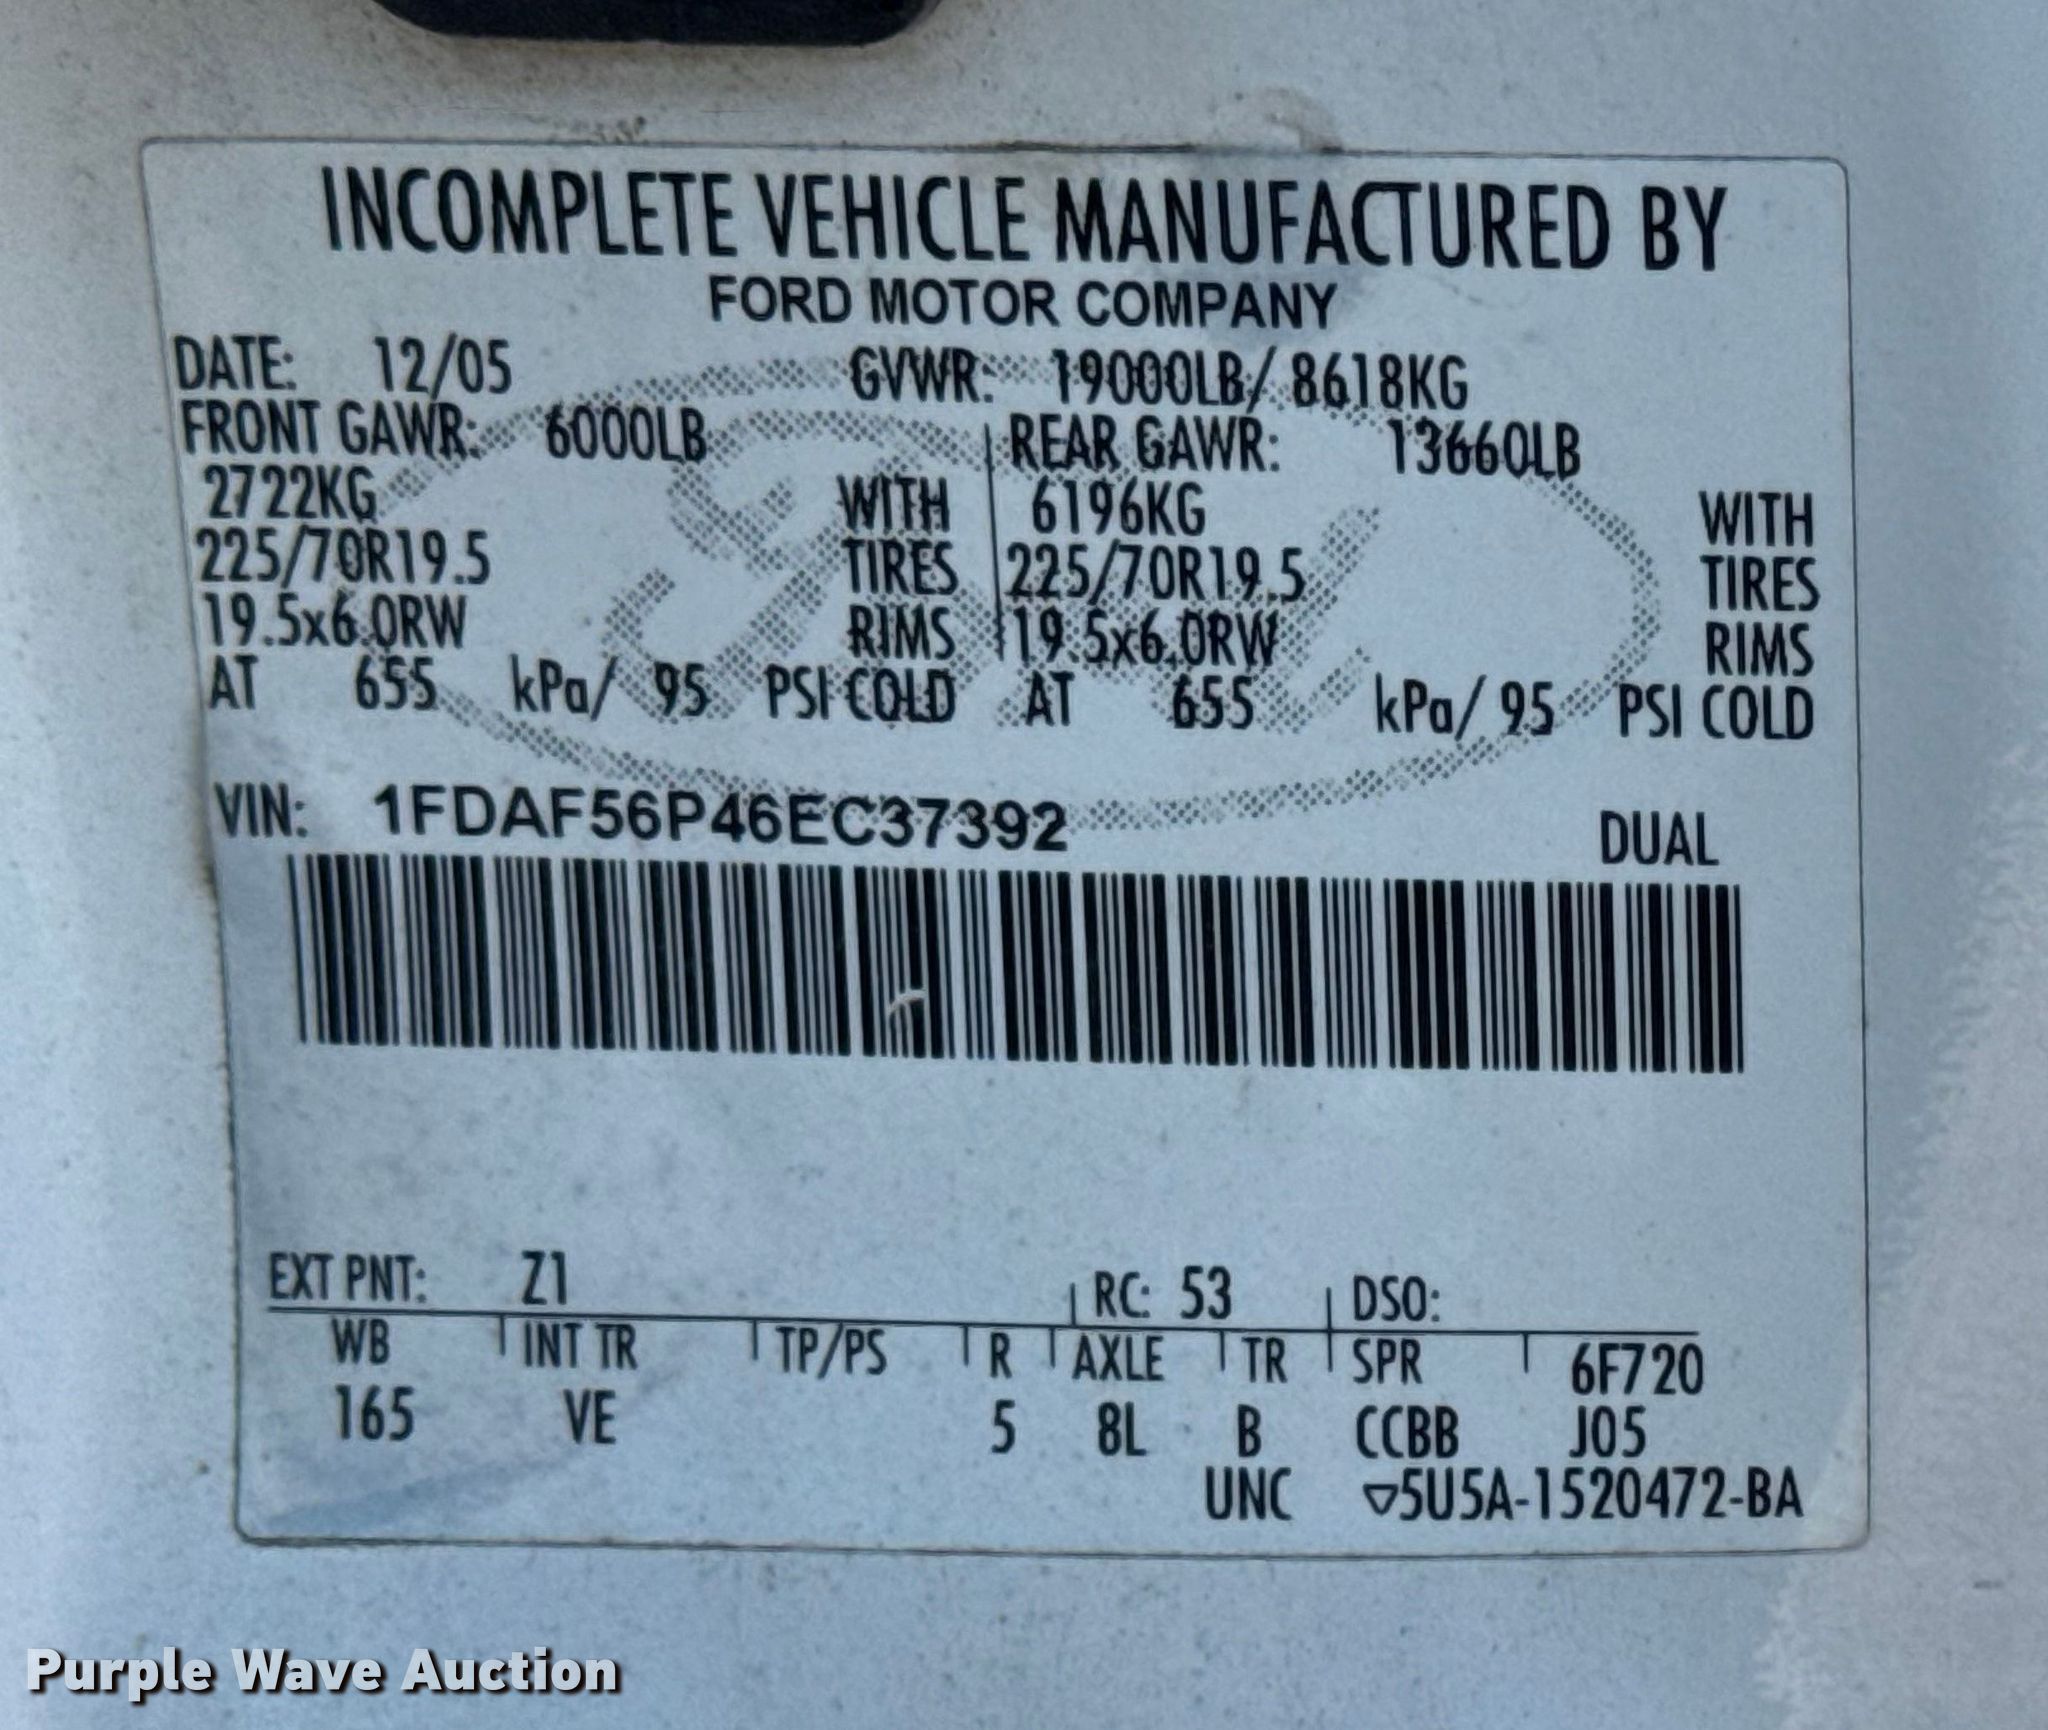 INCOMPLETE VEHICLE MANUFACTURED BY
FORD MOTOR COMPANY
DATE: 12/05 GVWR: 19000LB/ 8618KG
FRONT GAWR: 6000LB REAR GAWR: 13660LB
2722KG WITH 6196KG WITH
225/70R19.5 TIRES 225/70R19.5 TIRES
19.5x6.0RW RIMS 19.5x6.0RW RIMS
AT 655 kPa/ 95 PSI COLD AT 655 kPa/ 95 PSI COLD
VIN: 1FDAF56P46EC37392 DUAL
EXT PNT: Z1 RC: 53 DSO:
WB INT TR TP/PS R AXLE TR SPR 6F720
165 VE 5 8L B CCBB J05
UNC ▽5U5A-1520472-BA
Purple Wave Auction